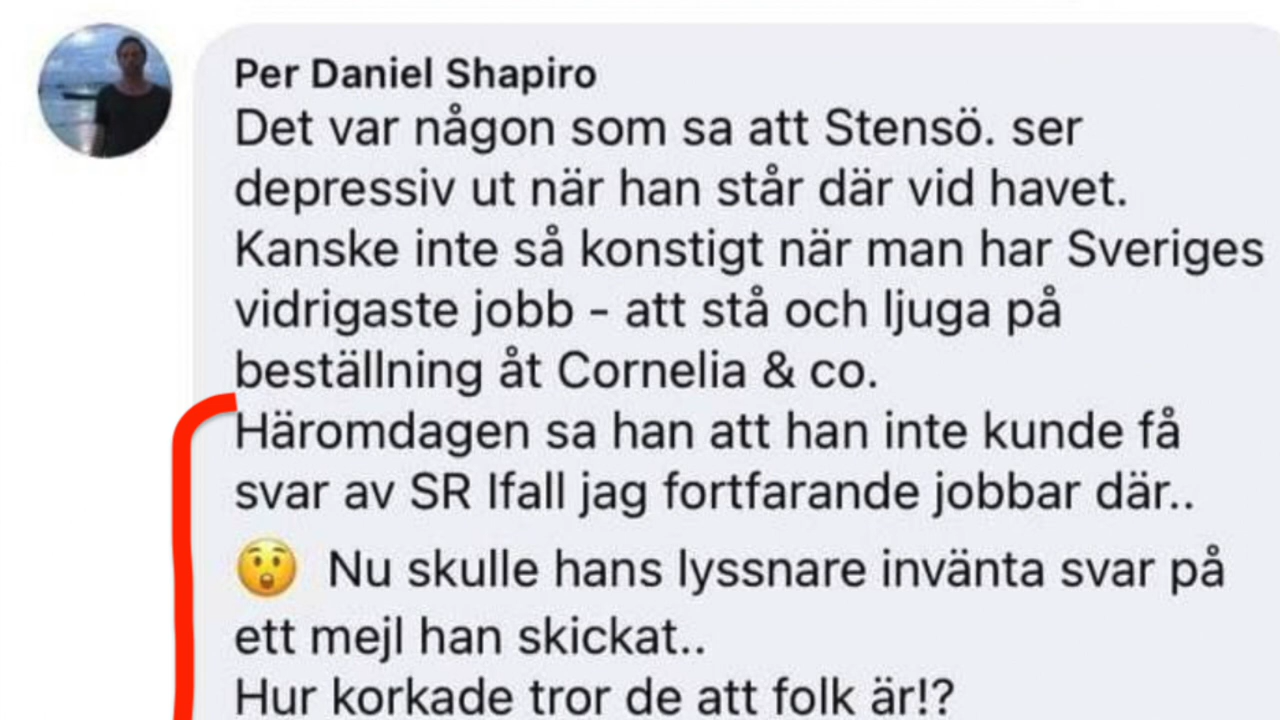 Per Daniel Shapiro
Det var någon som sa att Stensö. ser
depressiv ut när han står där vid havet.
Kanske inte så konstigt när man har Sveriges
vidrigaste jobb - att stå och ljuga på
beställning åt Cornelia & co.
Häromdagen sa han att han inte kunde få
svar av SR Ifall jag fortfarande jobbar där..
😲 Nu skulle hans lyssnare invänta svar på
ett mejl han skickat..
Hur korkade tror de att folk är!?